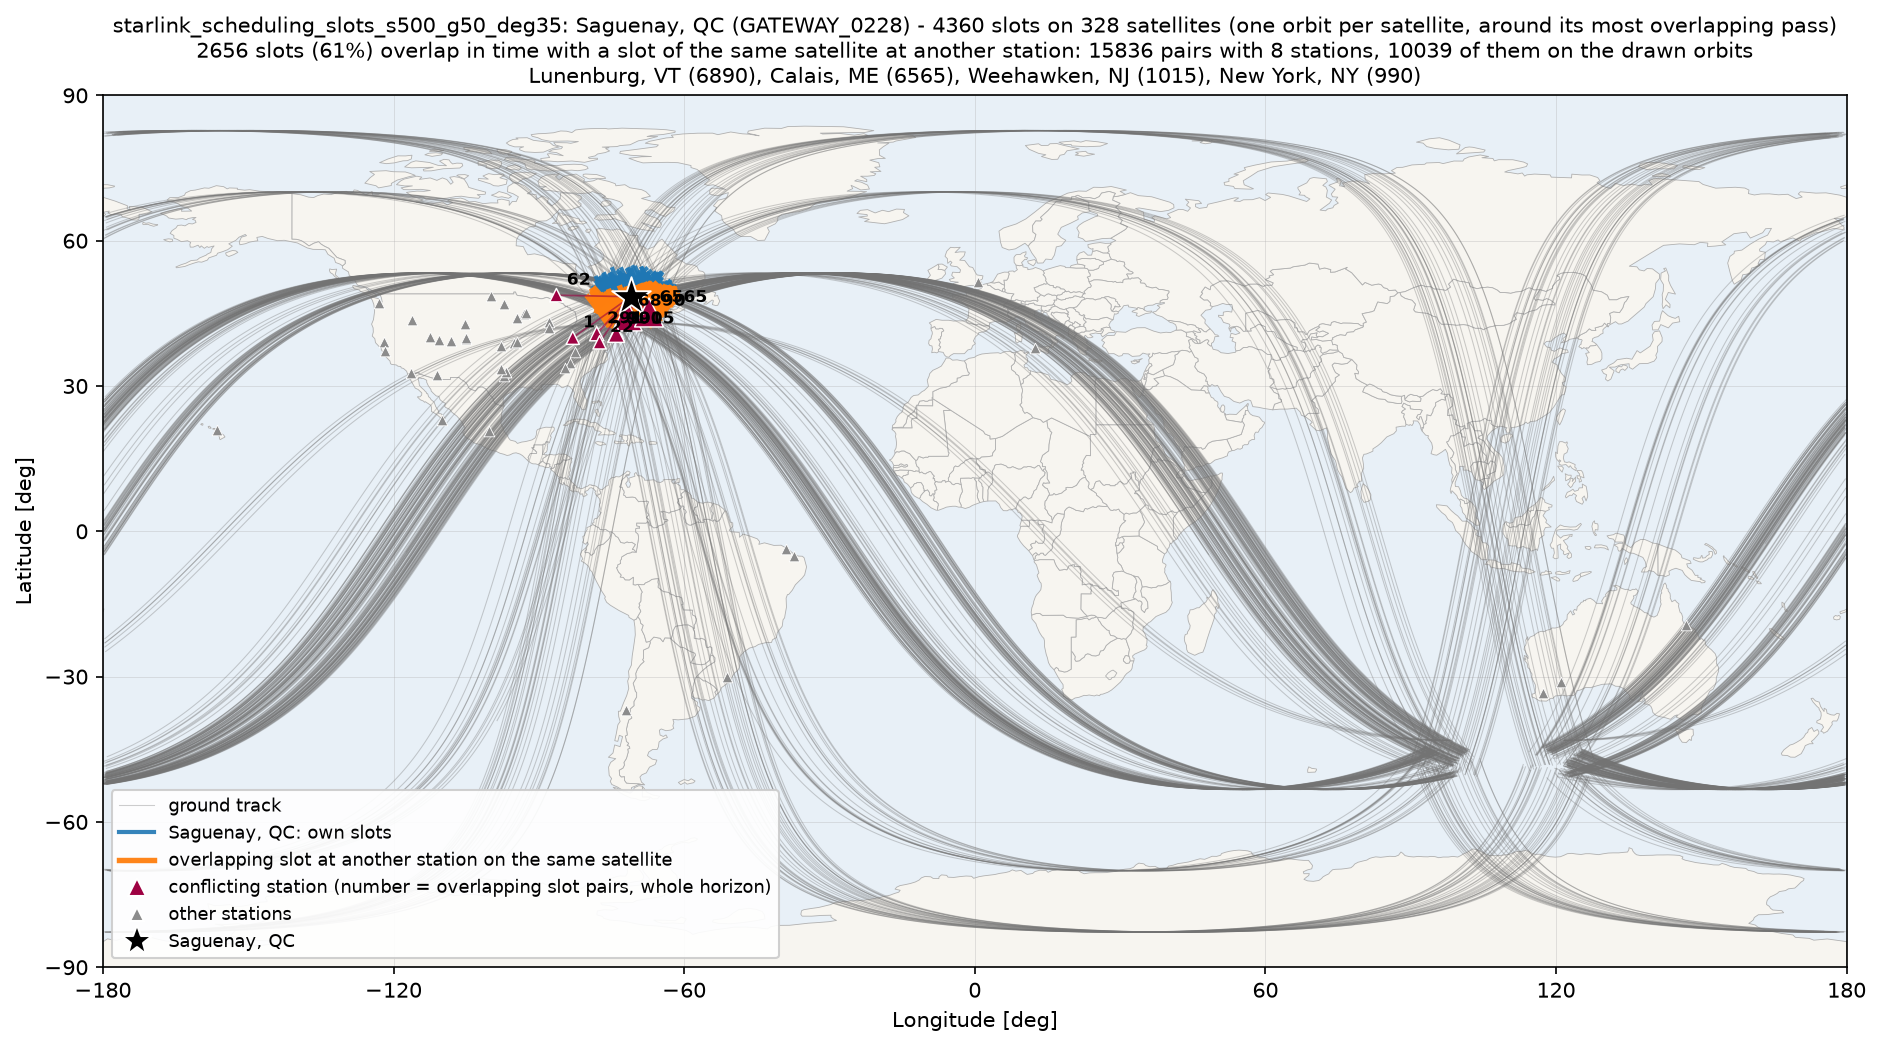 starlink_scheduling_slots_s500_g50_deg35: Saguenay, QC (GATEWAY_0228) - 4360 slots on 328 satellites (one orbit per satellite, around its most overlapping pass)
2656 slots (61%) overlap in time with a slot of the same satellite at another station: 15836 pairs with 8 stations, 10039 of them on the drawn orbits
Lunenburg, VT (6890), Calais, ME (6565), Weehawken, NJ (1015), New York, NY (990)
90
60
30
0
−30
−60
−90
Latitude [deg]
62
1
ground track
Saguenay, QC: own slots
overlapping slot at another station on the same satellite
conflicting station (number = overlapping slot pairs, whole horizon)
other stations
Saguenay, QC
−180
−120
−60
0
60
120
180
Longitude [deg]